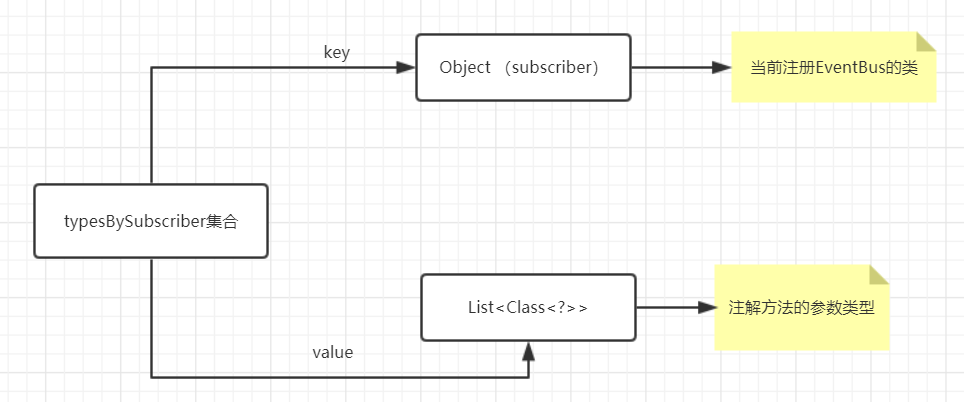 key
Object （subscriber）
当前注册EventBus的类
typesBySubscriber集合
List<Class<?>>
注解方法的参数类型
value